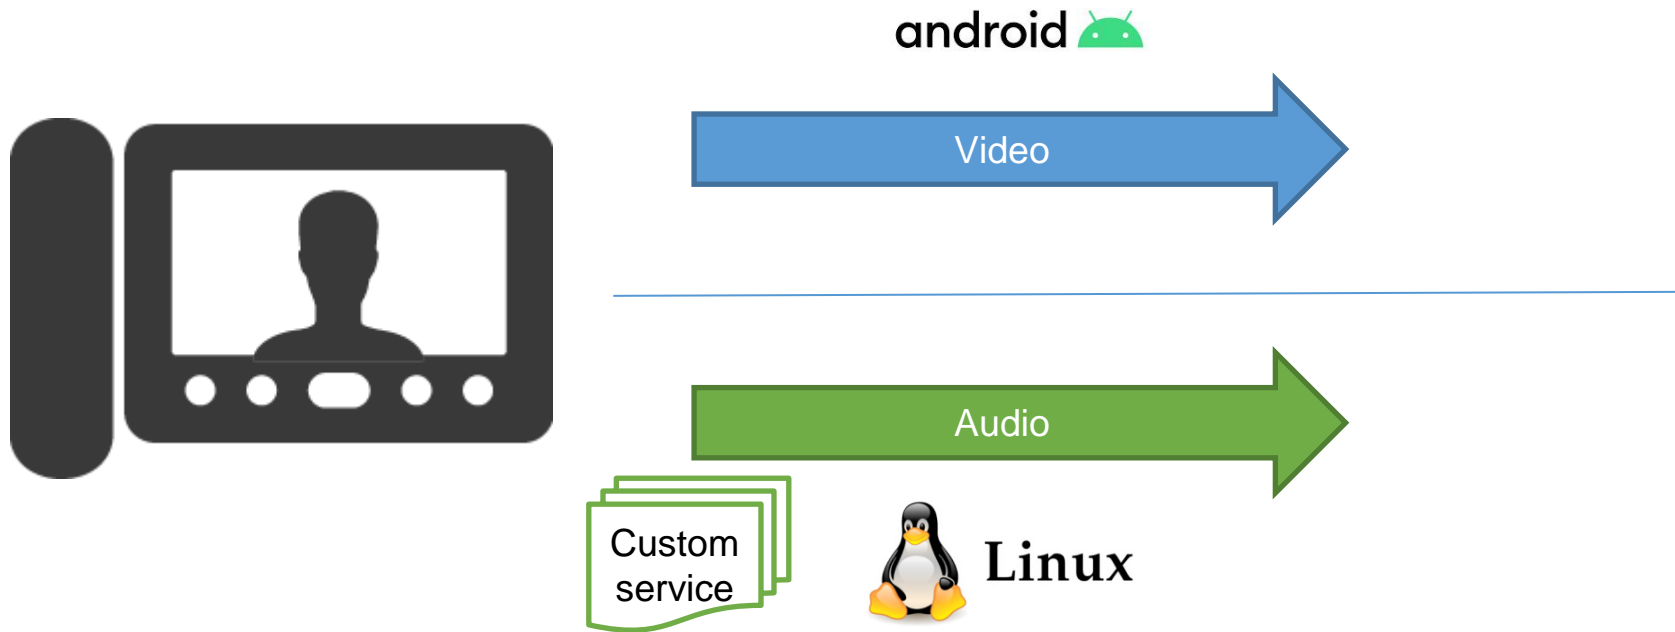 android
Video
Audio
Custom
service
Linux